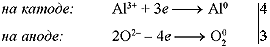 на катоде: Al³⁺ + 3e ⟶ Al⁰ |4
на аноде: 2O²⁻ – 4e ⟶ O₂⁰ |3